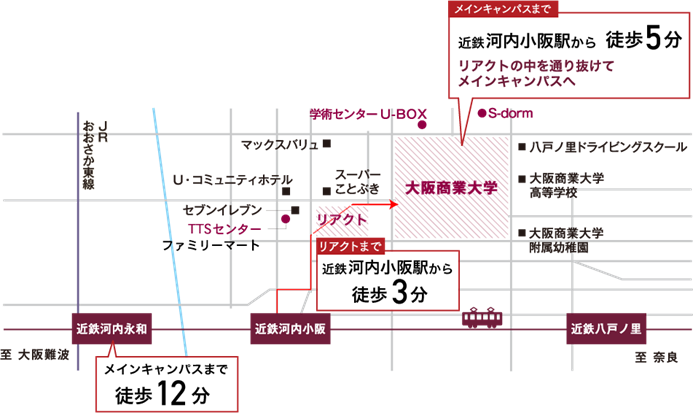 メインキャンパスまで
近鉄 河内小阪駅から 徒歩 5 分
リアクトの中を通り抜けて
メインキャンパスへ
学術センター U-BOX
S-dorm
JR
おおさか東線
マックスバリュ
八戸ノ里ドライビングスクール
U・コミュニティホテル
スーパー
ことぶき
大阪商業大学
大阪商業大学
高等学校
セブンイレブン
リアクト
TTSセンター
ファミリーマート
大阪商業大学
附属幼稚園
リアクトまで
近鉄 河内小阪駅から
徒歩 3 分
近鉄河内永和
近鉄河内小阪
近鉄八戸ノ里
至 大阪難波
至 奈良
メインキャンパスまで
徒歩 12 分